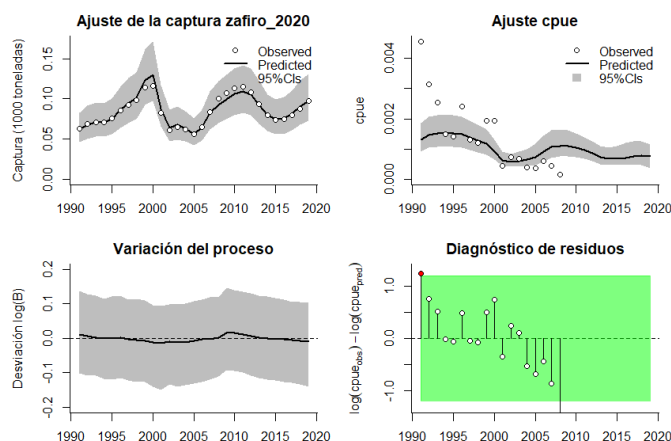 Ajuste de la captura zafiro_2020
Captura (1000 toneladas)
0.00 0.05 0.10 0.15
Observed
Predicted
95%CIs
1990 1995 2000 2005 2010 2015 2020
Ajuste cpue
cpue
0.000 0.002 0.004
Observed
Predicted
95%CIs
1990 1995 2000 2005 2010 2015 2020
Variación del proceso
Desviación log(B)
-0.2 -0.1 0.0 0.1 0.2
1990 1995 2000 2005 2010 2015 2020
Diagnóstico de residuos
log(cpue_obs.) − log(cpue_pred.)
-1.0 0.0 1.0
1990 1995 2000 2005 2010 2015 2020